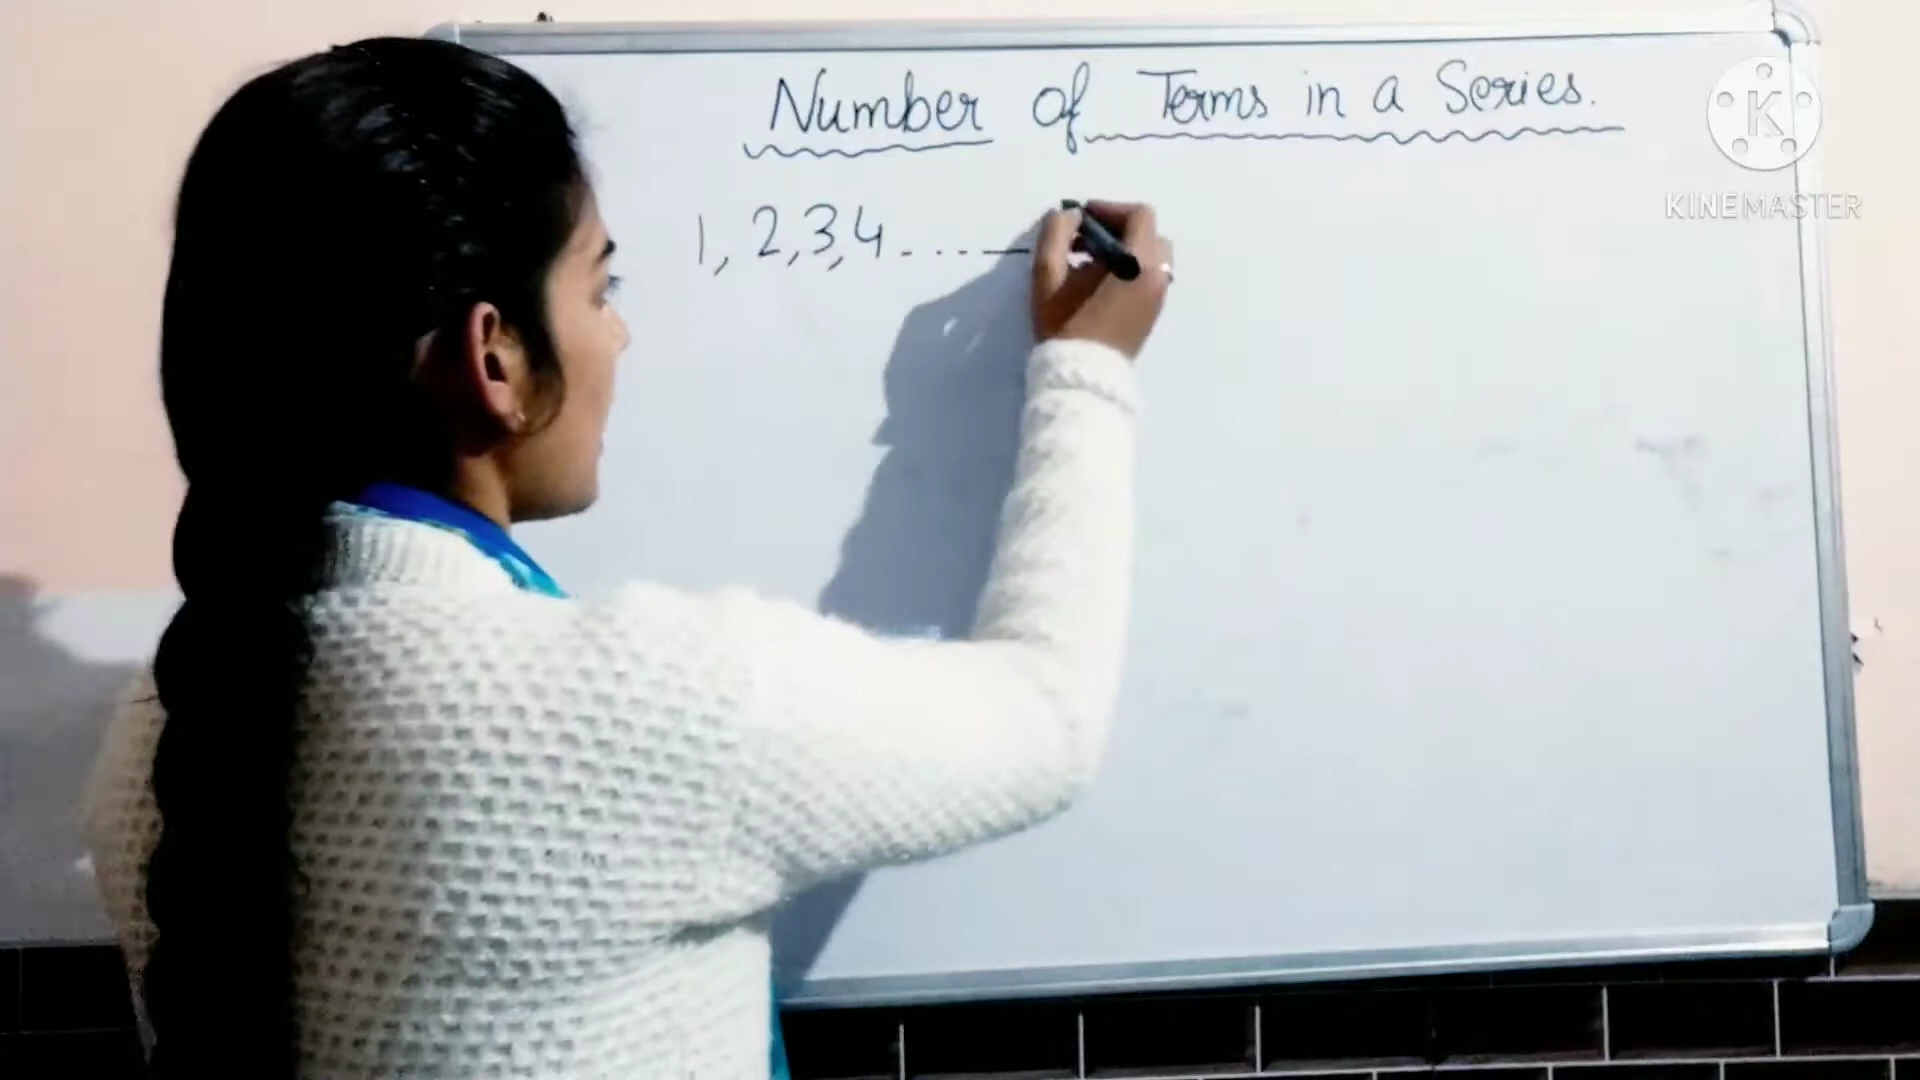 Number of Terms in a Series.
1, 2, 3, 4 . . . . —
K
KINEMASTER